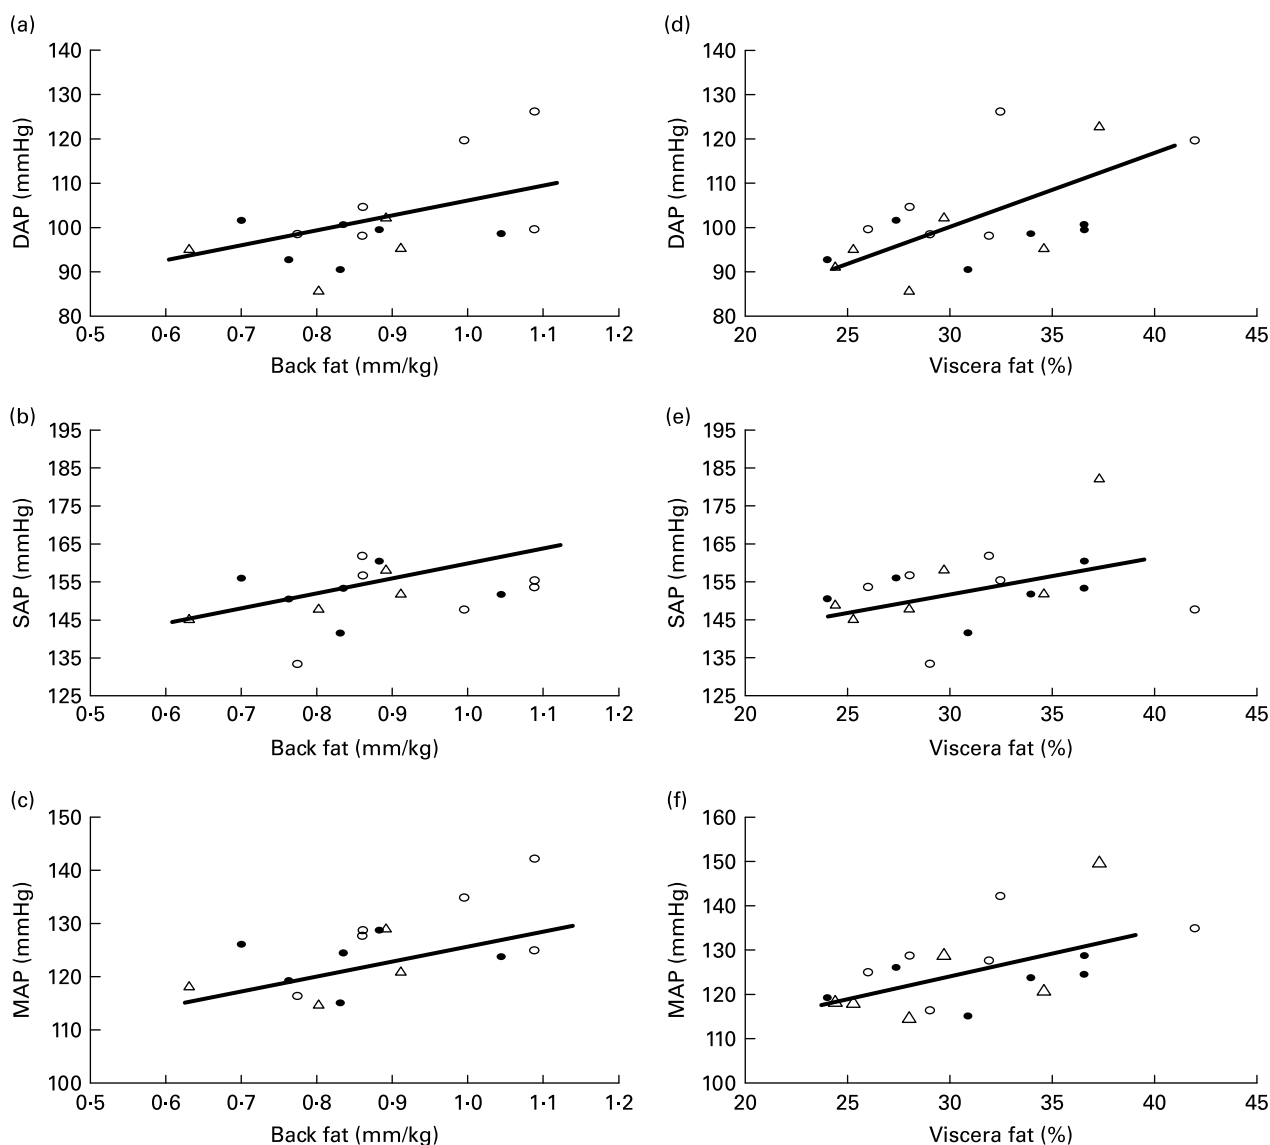 (a)
140
130
120
110
100
90
80
DAP (mmHg)
0·5 0·6 0·7 0·8 0·9 1·0 1·1 1·2
Back fat (mm/kg)
(d)
140
130
120
110
100
90
80
DAP (mmHg)
20 25 30 35 40 45
Viscera fat (%)
(b)
195
185
175
165
155
145
135
125
SAP (mmHg)
0·5 0·6 0·7 0·8 0·9 1·0 1·1 1·2
Back fat (mm/kg)
(e)
195
185
175
165
155
145
135
125
SAP (mmHg)
20 25 30 35 40 45
Viscera fat (%)
(c)
150
140
130
120
110
100
MAP (mmHg)
0·5 0·6 0·7 0·8 0·9 1·0 1·1 1·2
Back fat (mm/kg)
(f)
160
150
140
130
120
110
100
MAP (mmHg)
20 25 30 35 40 45
Viscera fat (%)